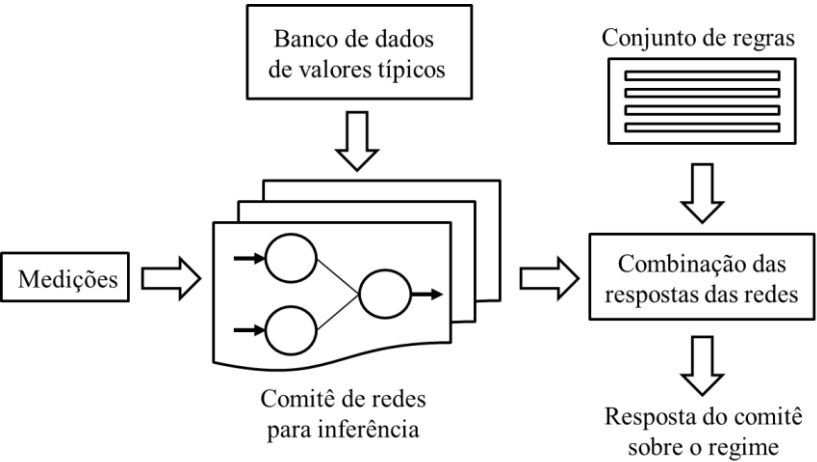 Banco de dados
de valores típicos
Conjunto de regras
Medições
Combinação das
respostas das redes
Comitê de redes
para inferência
Resposta do comitê
sobre o regime